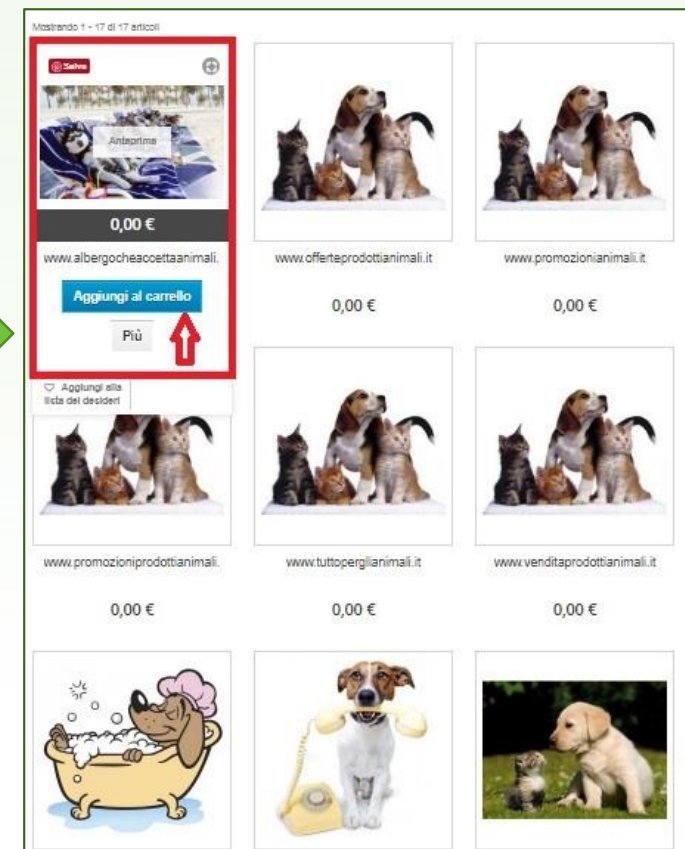 Mostrando 1 - 17 di 17 articoli
Salva
Anteprima
0,00 €
www.albergocheaccettaanimali.
www.offerteprodottianimali.it
www.promozionianimali.it
Aggiungi al carrello
0,00 €
0,00 €
Più
Aggiungi alla
lista dei desideri
www.promozioniprodottianimali.
www.tuttoperglianimali.it
www.venditaprodottianimali.it
0,00 €
0,00 €
0,00 €